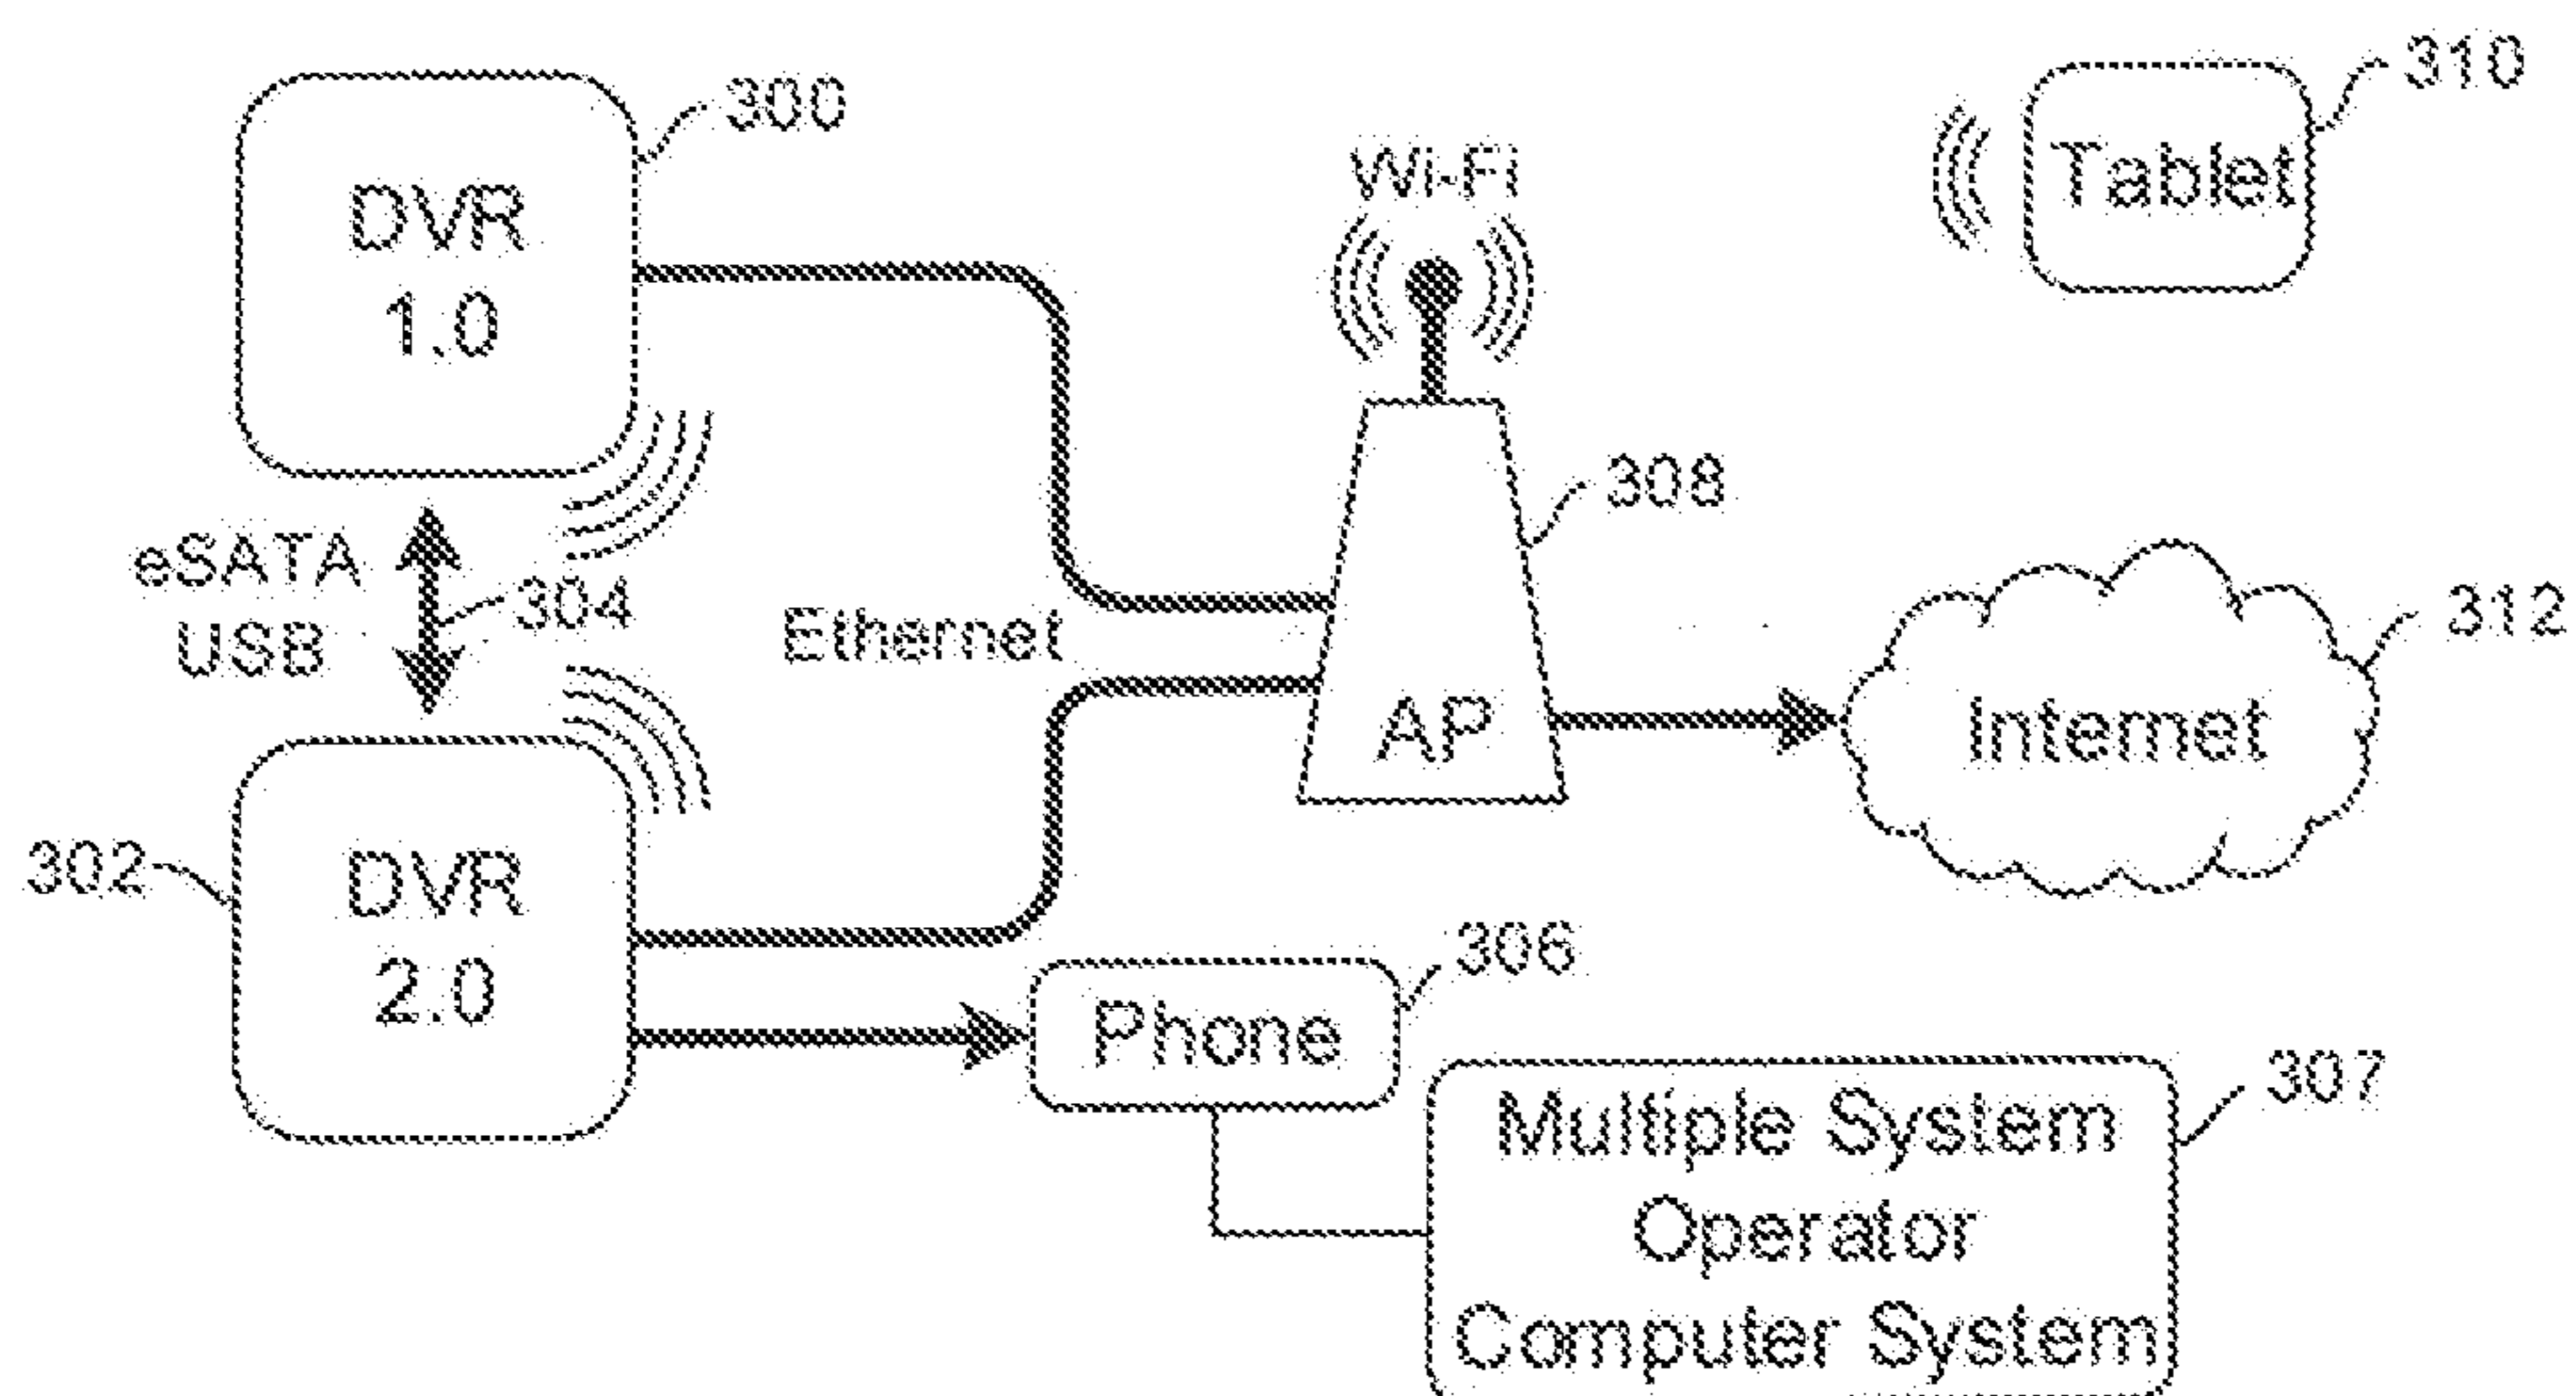 300
DVR
1.0
310
Tablet
Wi-Fi
308
eSATA
USB
304
Ethernet
312
AP
Internet
302
DVR
2.0
306
Phone
307
Multiple System
Operator
Computer System